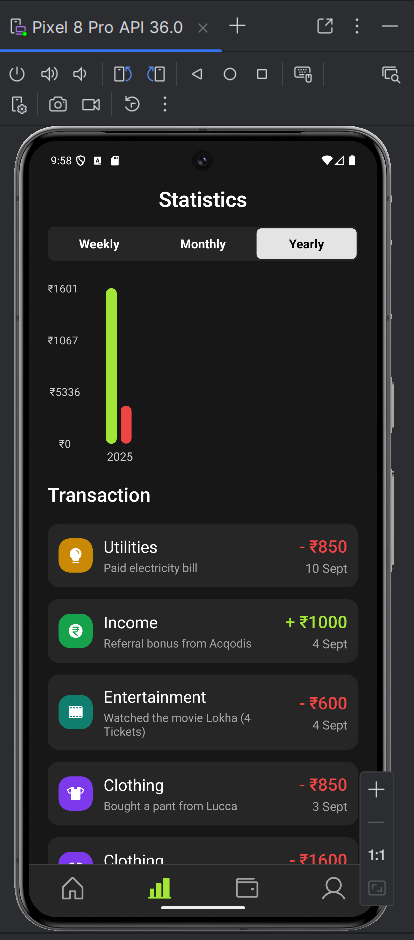 Pixel 8 Pro API 36.0
9:58
Statistics
Weekly Monthly Yearly
₹1601
₹1067
₹5336
₹0
2025
Transaction
Utilities - ₹850
Paid electricity bill 10 Sept
Income + ₹1000
Referral bonus from Acqodis 4 Sept
Entertainment - ₹600
Watched the movie Lokha (4 4 Sept
Tickets)
Clothing - ₹850
Bought a pant from Lucca 3 Sept
Clothing - ₹1600
1:1